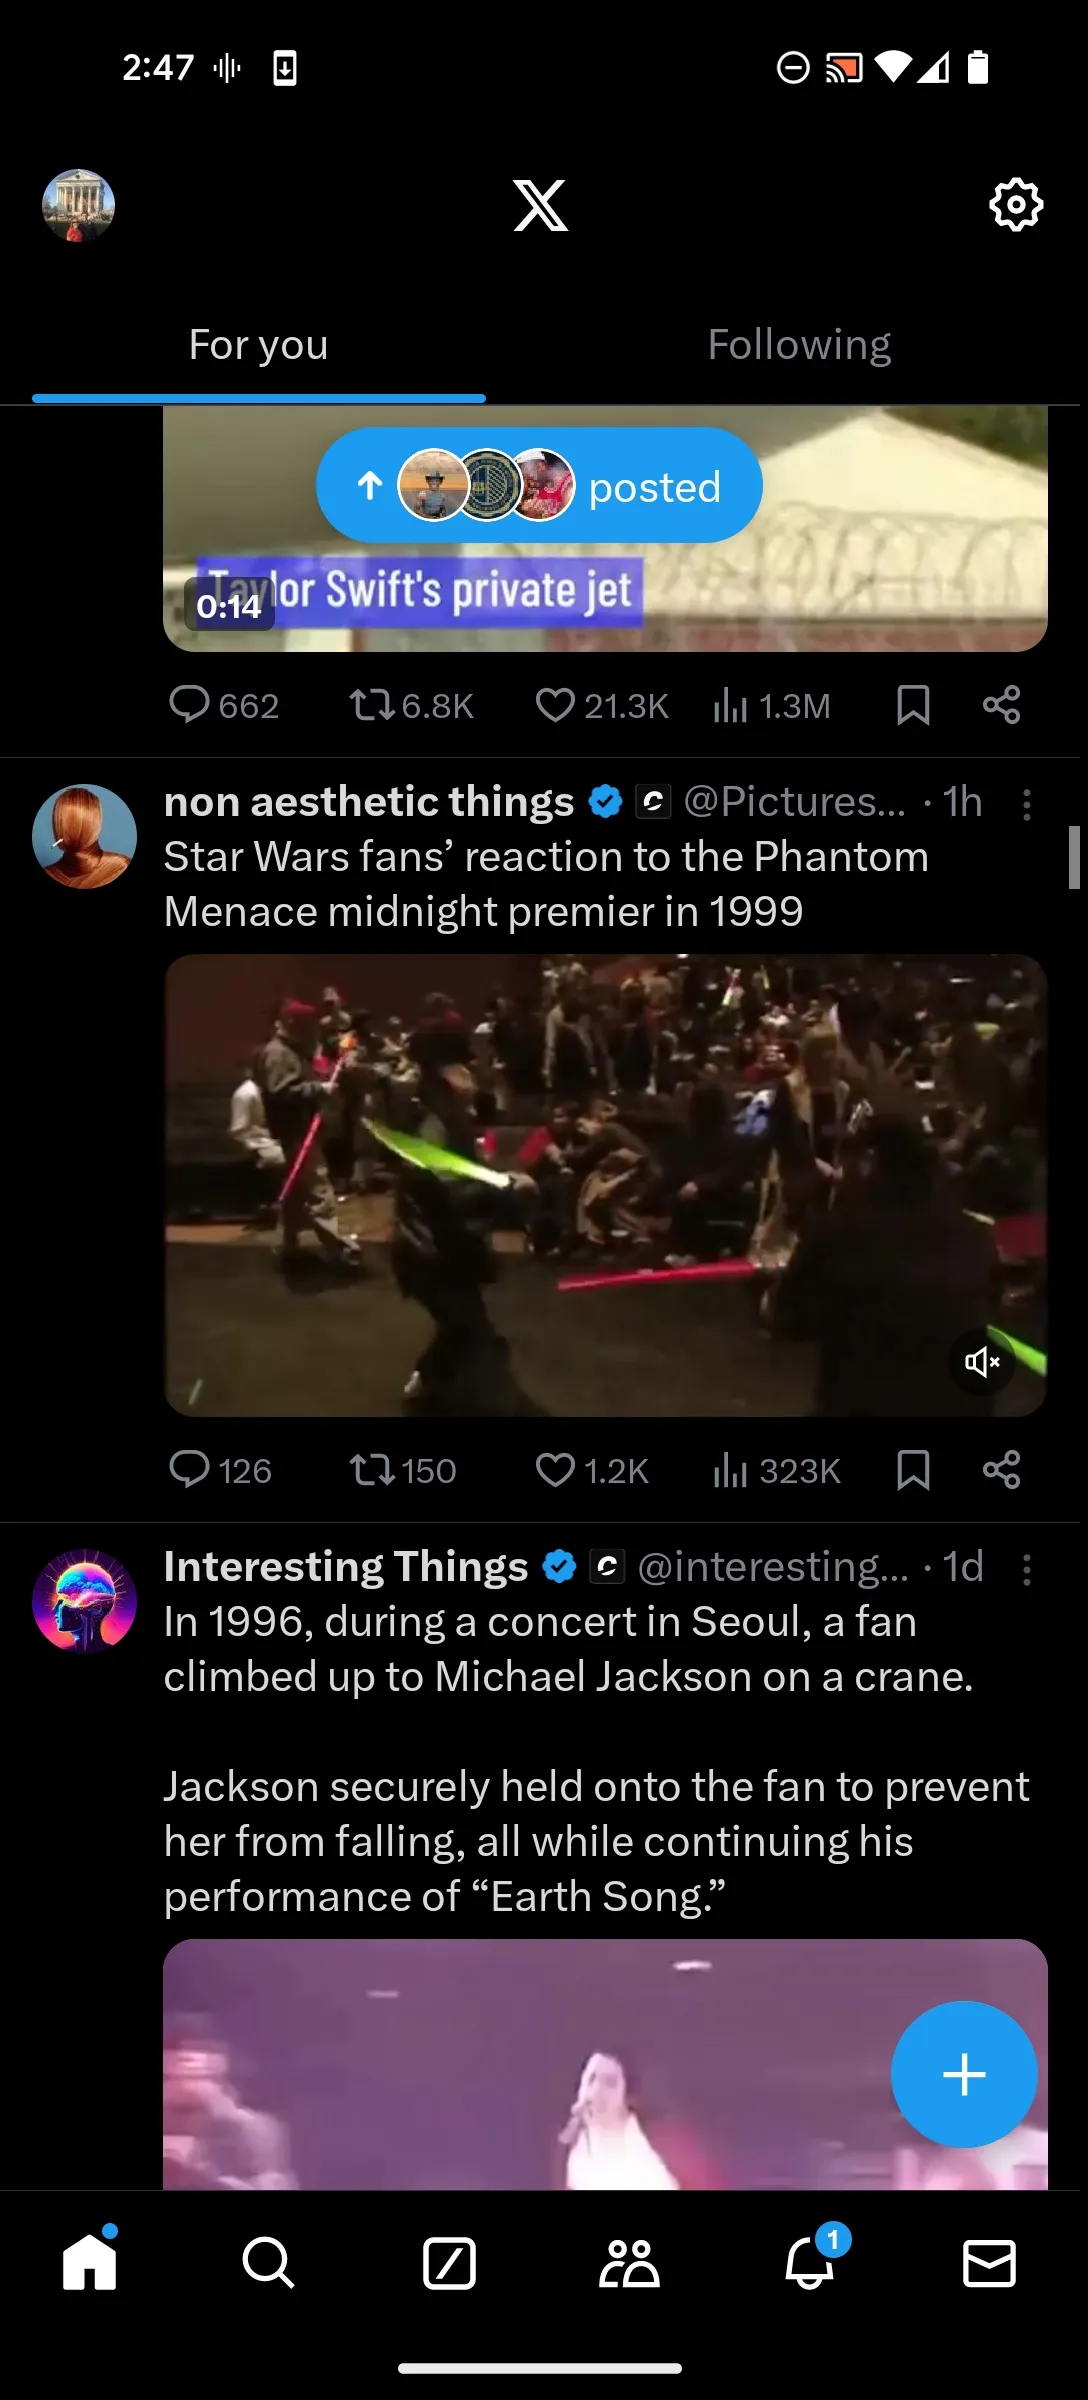 2:47
For you
Following
posted
Taylor Swift's private jet
0:14
662
6.8K
21.3K
1.3M
non aesthetic things @Pictures... · 1h
Star Wars fans’ reaction to the Phantom
Menace midnight premier in 1999
126
150
1.2K
323K
Interesting Things @interesting... · 1d
In 1996, during a concert in Seoul, a fan
climbed up to Michael Jackson on a crane.
Jackson securely held onto the fan to prevent
her from falling, all while continuing his
performance of “Earth Song.”
1